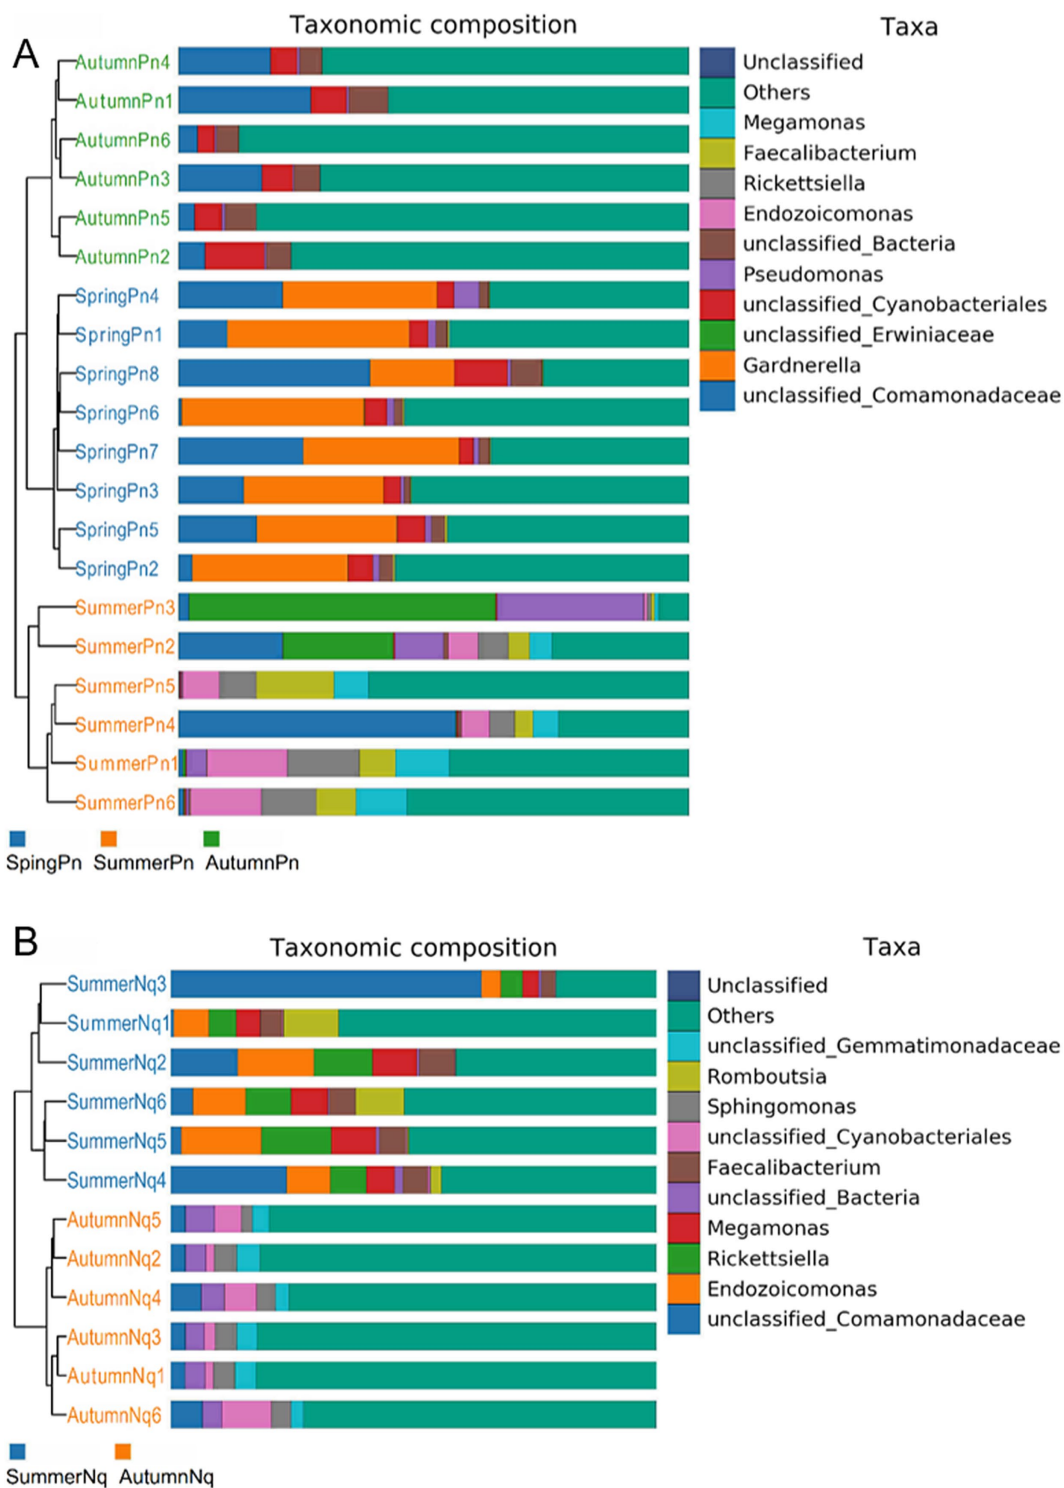 A
Taxonomic composition
Taxa
AutumnPn4
AutumnPn1
AutumnPn6
AutumnPn3
AutumnPn5
AutumnPn2
SpringPn4
SpringPn1
SpringPn8
SpringPn6
SpringPn7
SpringPn3
SpringPn5
SpringPn2
SummerPn3
SummerPn2
SummerPn5
SummerPn4
SummerPn1
SummerPn6
Unclassified
Others
Megamonas
Faecalibacterium
Rickettsiella
Endozoicomonas
unclassified_Bacteria
Pseudomonas
unclassified_Cyanobacteriales
unclassified_Erwiniaceae
Gardnerella
unclassified_Comamonadaceae
SpingPn SummerPn AutumnPn
B
Taxonomic composition
Taxa
SummerNq3
SummerNq1
SummerNq2
SummerNq6
SummerNq5
SummerNq4
AutumnNq5
AutumnNq2
AutumnNq4
AutumnNq3
AutumnNq1
AutumnNq6
Unclassified
Others
unclassified_Gemmatimonadaceae
Romboutsia
Sphingomonas
unclassified_Cyanobacteriales
Faecalibacterium
unclassified_Bacteria
Megamonas
Rickettsiella
Endozoicomonas
unclassified_Comamonadaceae
SummerNq AutumnNq